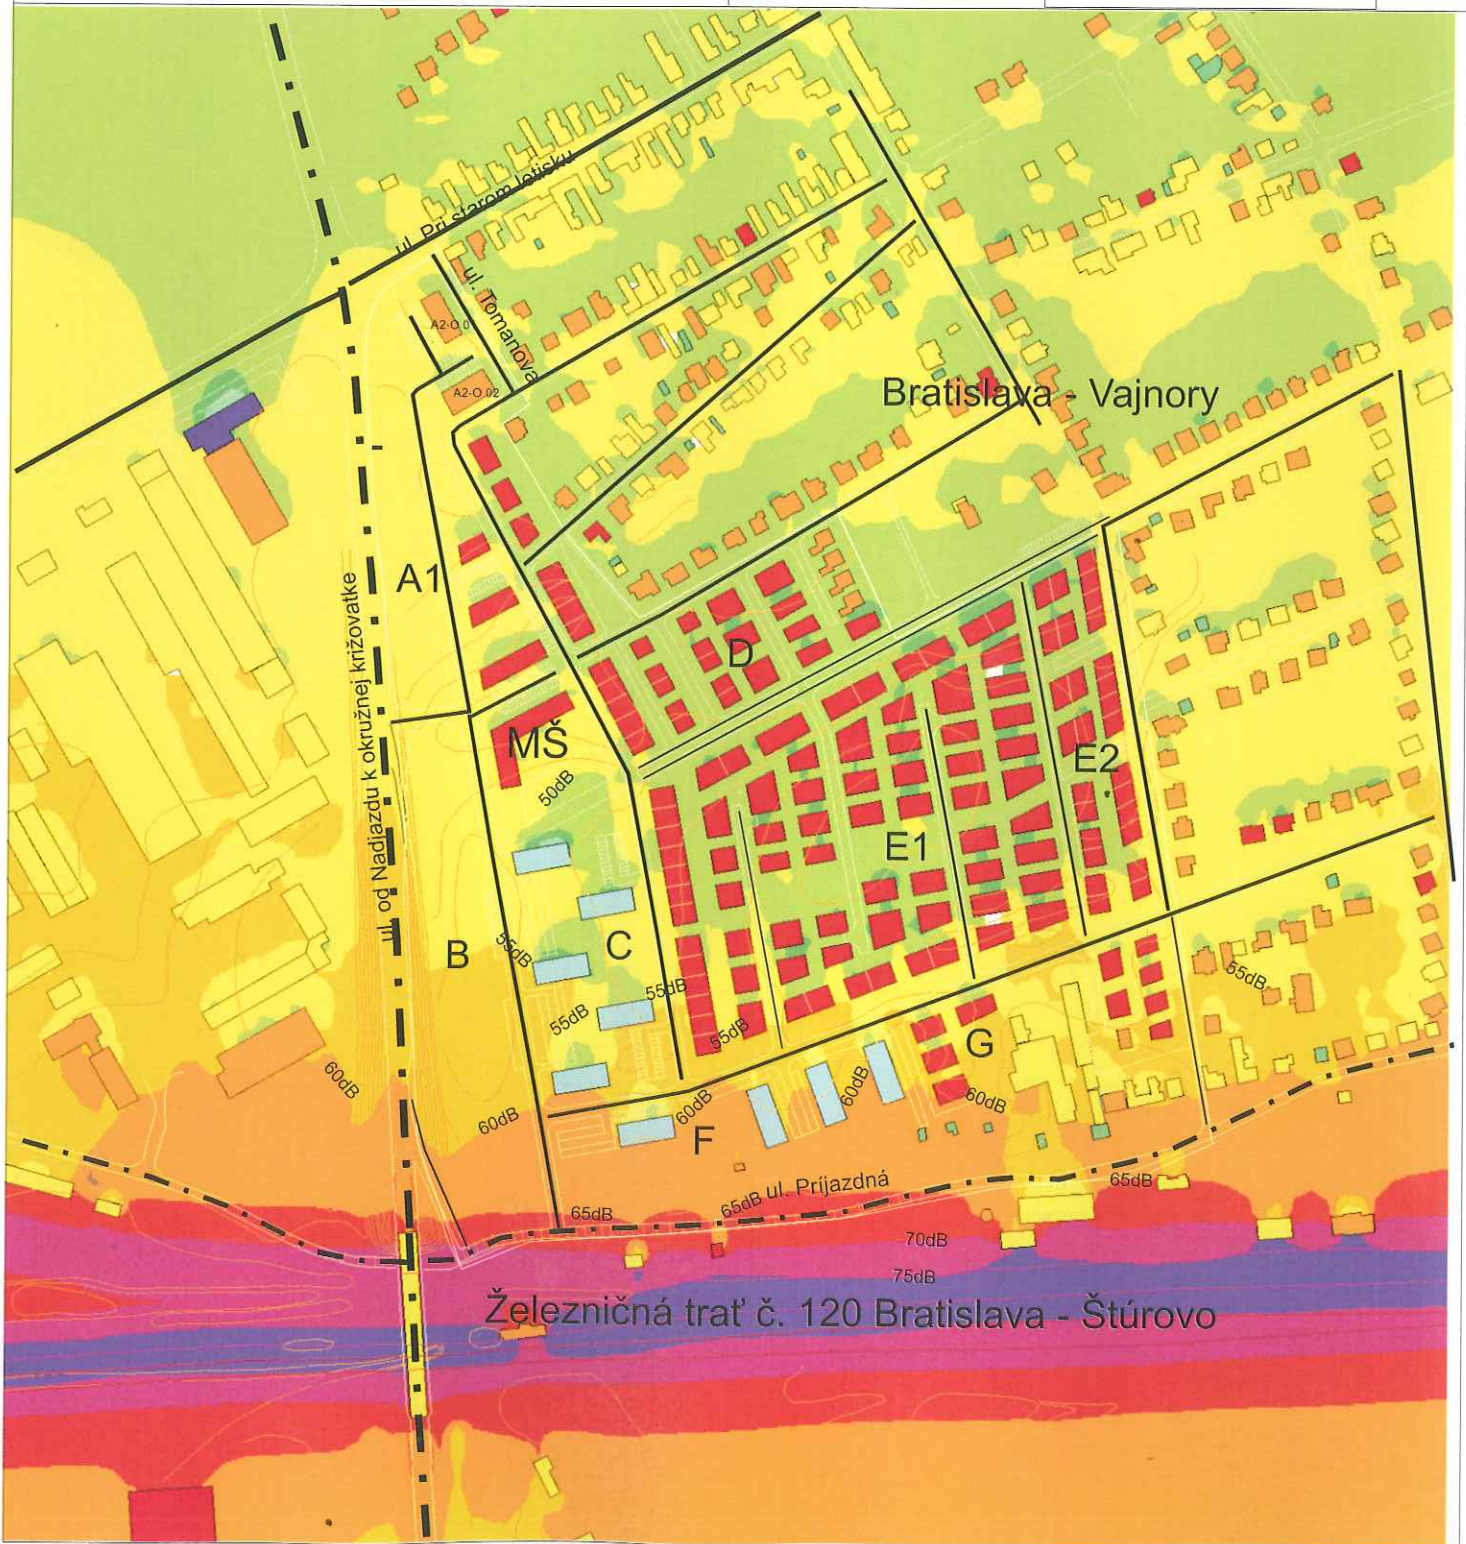 ul. Pri starom letisku
ul. Tomanova
A2-O 0
A2-O 02
Bratislava - Vajnory
A1
ul. od Nadjazdu k okružnej križovatke
D
MŠ
50dB
E2
E1
B
C
55dB
55dB
55dB
55dB
55dB
G
60dB
60dB
60dB
60dB
60dB
F
ul. Príjazdná
65dB
65dB
65dB
70dB
75dB
Železničná trať č. 120 Bratislava - Štúrovo